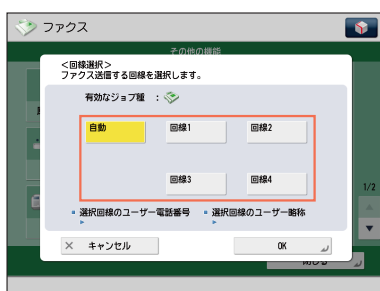 ファクス
その他の機能
<回線選択>
ファクス送信する回線を選択します。
有効なジョブ種 :
自動 回線1 回線2
回線3 回線4
1/2
▪ 選択回線のユーザー電話番号 ▪ 選択回線のユーザー略称
× キャンセル OK